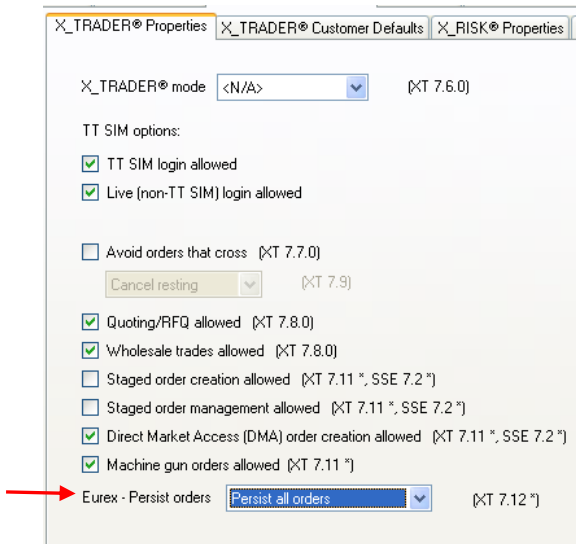 X_TRADER® Properties X_TRADER® Customer Defaults X_RISK® Properties
X_TRADER® mode <N/A> (XT 7.6.0)
TT SIM options:
TT SIM login allowed
Live (non-TT SIM) login allowed
Avoid orders that cross (XT 7.7.0)
Cancel resting (XT 7.9)
Quoting/RFQ allowed (XT 7.8.0)
Wholesale trades allowed (XT 7.8.0)
Staged order creation allowed (XT 7.11 *, SSE 7.2 *)
Staged order management allowed (XT 7.11 *, SSE 7.2 *)
Direct Market Access (DMA) order creation allowed (XT 7.11 *, SSE 7.2 *)
Machine gun orders allowed (XT 7.11 *)
Eurex - Persist orders Persist all orders (XT 7.12 *)